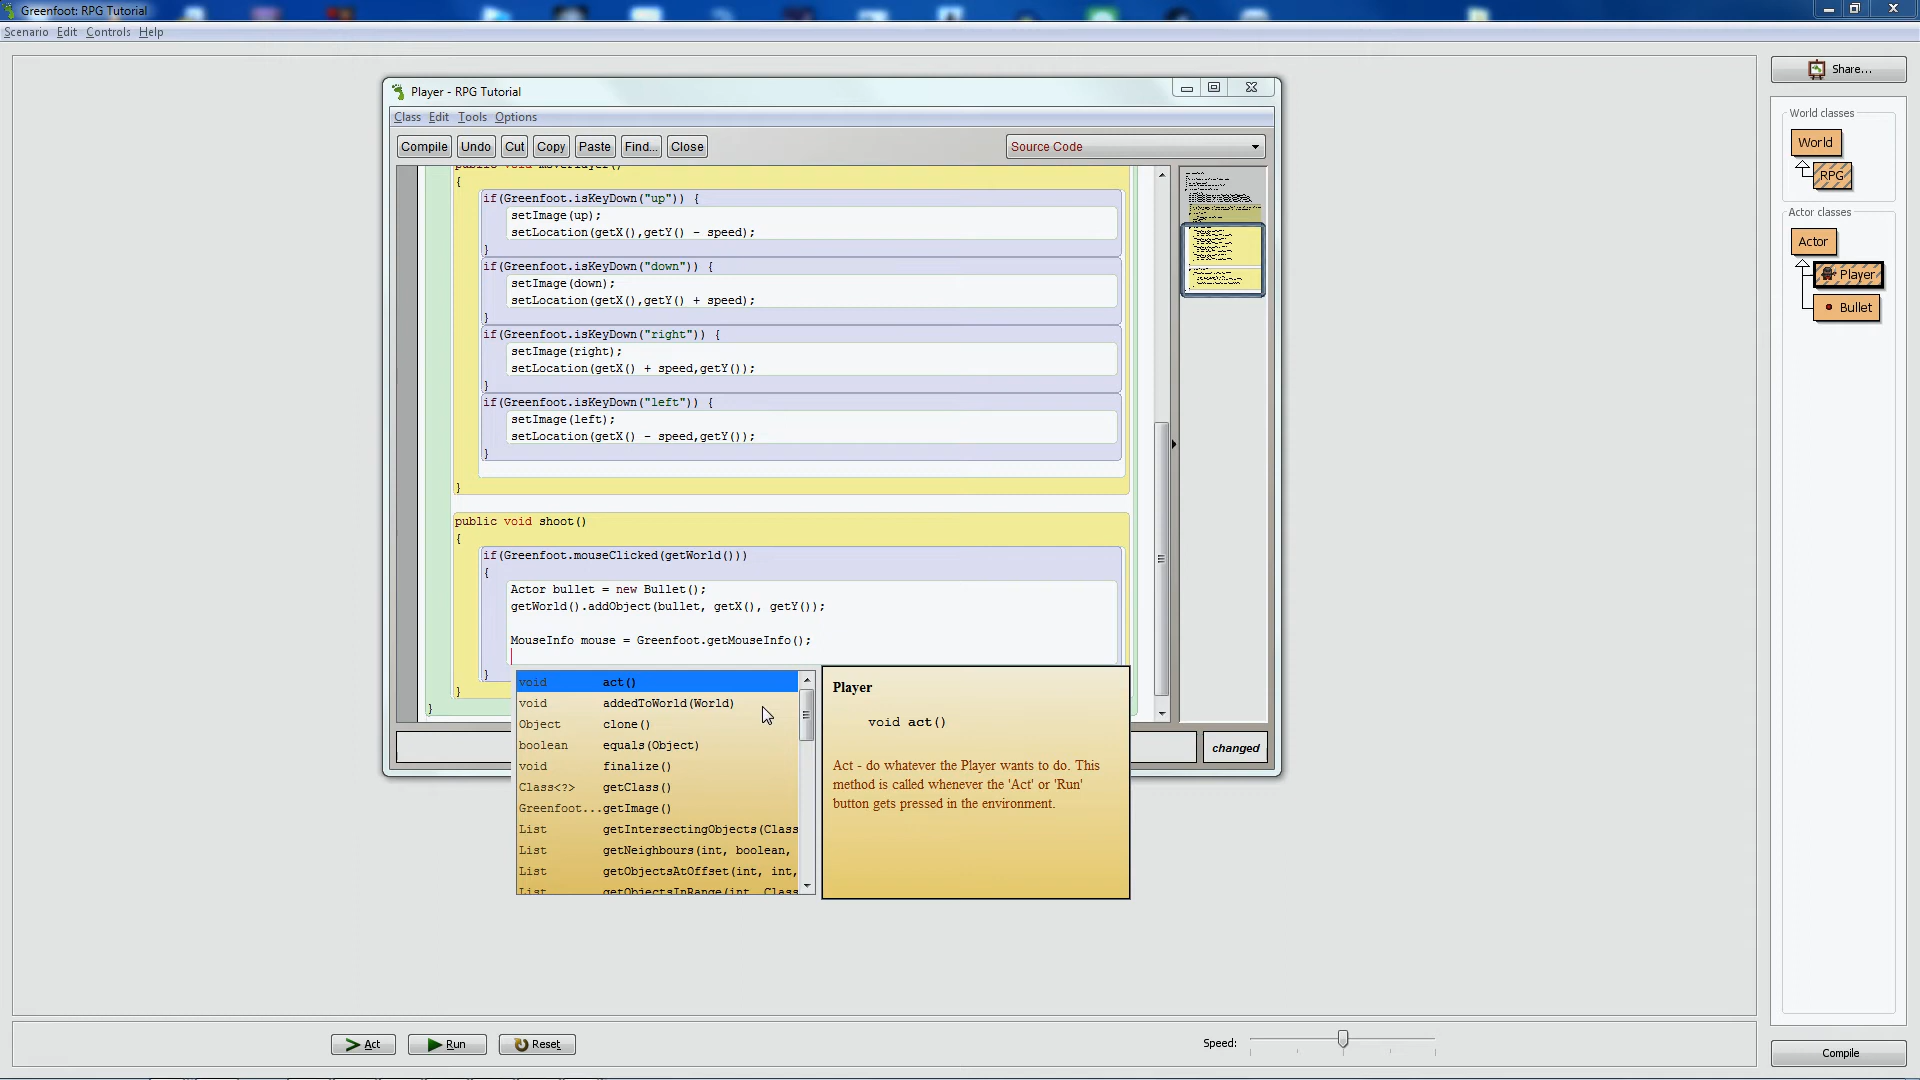 Greenfoot: RPG Tutorial
Scenario Edit Controls Help
Share...
World classes
World
RPG
Actor classes
Actor
Player
Bullet
Player - RPG Tutorial
Class Edit Tools Options
Compile Undo Cut Copy Paste Find... Close
Source Code
public void movePlayer()
{
if(Greenfoot.isKeyDown("up")) {
setImage(up);
setLocation(getX(),getY() - speed);
}
if(Greenfoot.isKeyDown("down")) {
setImage(down);
setLocation(getX(),getY() + speed);
}
if(Greenfoot.isKeyDown("right")) {
setImage(right);
setLocation(getX() + speed,getY());
}
if(Greenfoot.isKeyDown("left")) {
setImage(left);
setLocation(getX() - speed,getY());
}
}
public void shoot()
{
if(Greenfoot.mouseClicked(getWorld()))
{
Actor bullet = new Bullet();
getWorld().addObject(bullet, getX(), getY());
MouseInfo mouse = Greenfoot.getMouseInfo();
}
}
}
changed
void act()
void addedToWorld(World)
Object clone()
boolean equals(Object)
void finalize()
Class<?> getClass()
Greenfoot...getImage()
List getIntersectingObjects(Class
List getNeighbours(int, boolean,
List getObjectsAtOffset(int, int,
List getObjectsInRange(int, Class
Player
void act()
Act - do whatever the Player wants to do. This
method is called whenever the 'Act' or 'Run'
button gets pressed in the environment.
Act Run Reset
Speed:
Compile